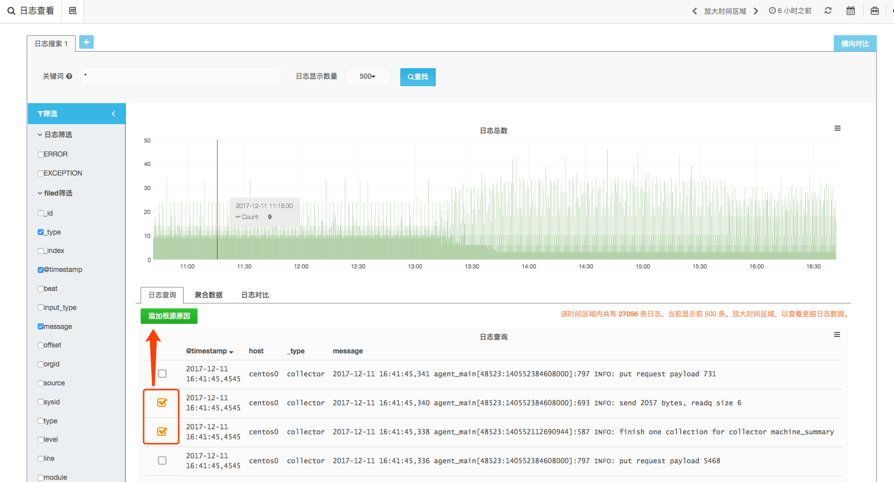 日志查看
放大时间区域
6 小时之前
日志搜索 1
+
横向对比
关键词
*
日志显示数量
500
查找
筛选
日志筛选
ERROR
EXCEPTION
filed筛选
_id
_type
_index
@timestamp
beat
input_type
message
offset
orgid
source
sysid
type
level
line
module
日志总数
50
40
30
20
10
0
2017-12-11 11:15:30
Count: 9
11:00
11:30
12:00
12:30
13:00
13:30
14:00
14:30
15:00
15:30
16:00
16:30
日志查询
聚合数据
日志对比
添加根源原因
该时间区域内共有 27056 条日志, 当前显示前 500 条。放大时间区域, 以查看更细日志数据。
日志查询
@timestamp host _type message
2017-12-11
16:41:45,4545 centos0 collector 2017-12-11 16:41:45,341 agent_main[48523:140552384608000]:797 INFO: put request payload 731
2017-12-11
16:41:45,4545 centos0 collector 2017-12-11 16:41:45,340 agent_main[48523:140552384608000]:693 INFO: send 2057 bytes, readq size 6
2017-12-11
16:41:45,4545 centos0 collector 2017-12-11 16:41:45,338 agent_main[48523:140552112690944]:587 INFO: finish one collection for collector machine_summary
2017-12-11
16:41:45,4545 centos0 collector 2017-12-11 16:41:45,336 agent_main[48523:140552384608000]:797 INFO: put request payload 5468